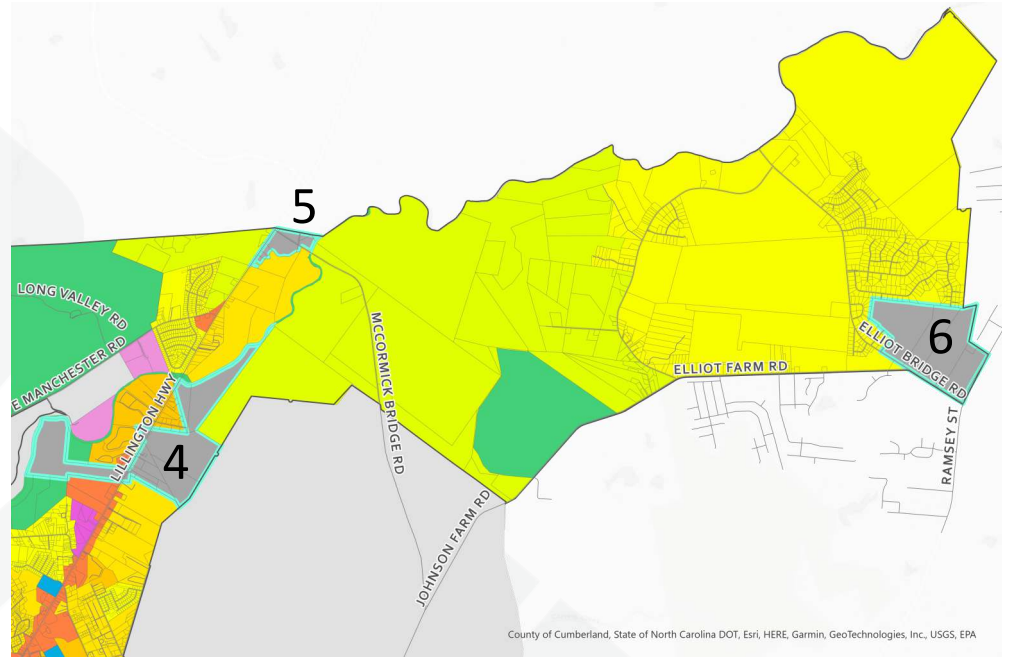 5
LONG VALLEY RD
E MANCHESTER RD
LILLINGTON HWY
4
MCCORMICK BRIDGE RD
JOHNSON FARM RD
ELLIOT FARM RD
6
ELLIOT BRIDGE RD
RAMSEY ST
County of Cumberland, State of North Carolina DOT, Esri, HERE, Garmin, GeoTechnologies, Inc., USGS, EPA